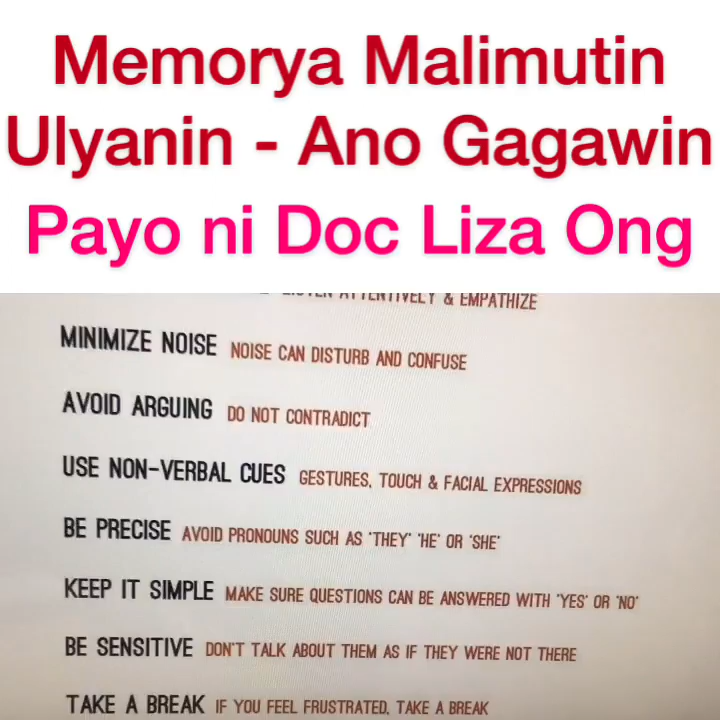 Memorya Malimutin
Ulyanin - Ano Gagawin
Payo ni Doc Liza Ong
LISTEN ATTENTIVELY & EMPATHIZE
MINIMIZE NOISE NOISE CAN DISTURB AND CONFUSE
AVOID ARGUING DO NOT CONTRADICT
USE NON-VERBAL CUES GESTURES, TOUCH & FACIAL EXPRESSIONS
BE PRECISE AVOID PRONOUNS SUCH AS 'THEY' 'HE' OR 'SHE'
KEEP IT SIMPLE MAKE SURE QUESTIONS CAN BE ANSWERED WITH 'YES' OR 'NO'
BE SENSITIVE DON'T TALK ABOUT THEM AS IF THEY WERE NOT THERE
TAKE A BREAK IF YOU FEEL FRUSTRATED, TAKE A BREAK